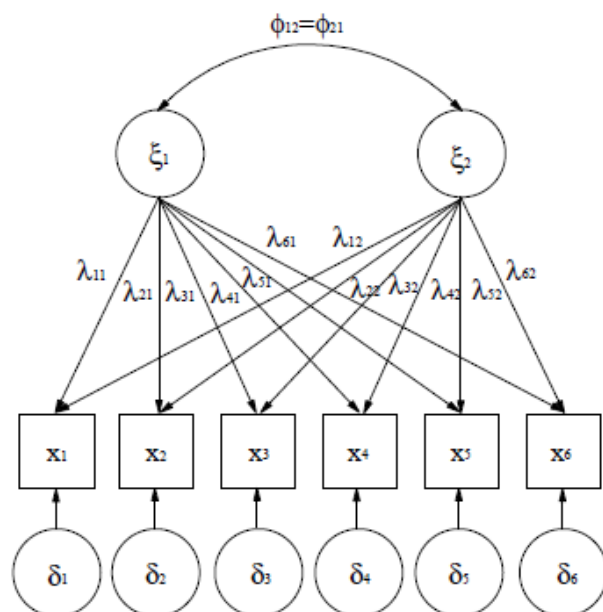 ϕ₁₂=ϕ₂₁
ξ₁ ξ₂
λ₆₁ λ₁₂
λ₁₁ λ₂₁ λ₃₁ λ₄₁ λ₅₁ λ₂₂ λ₃₂ λ₄₂ λ₅₂ λ₆₂
x₁ x₂ x₃ x₄ x₅ x₆
δ₁ δ₂ δ₃ δ₄ δ₅ δ₆